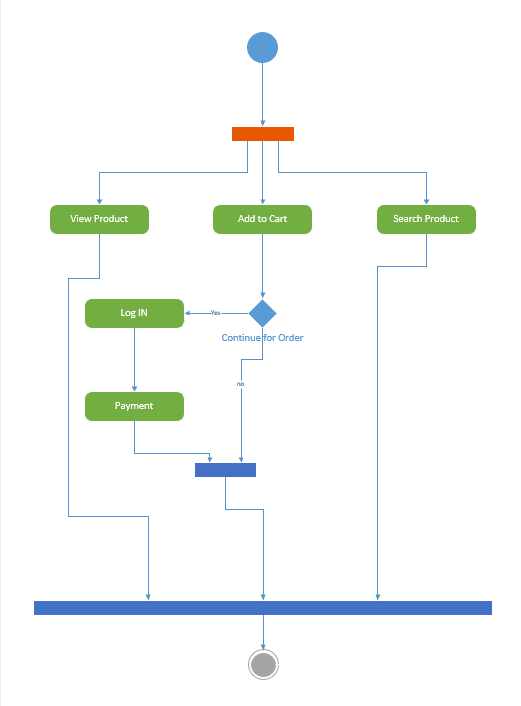 View Product
Add to Cart
Search Product
Log IN
Yes
Continue for Order
no
Payment